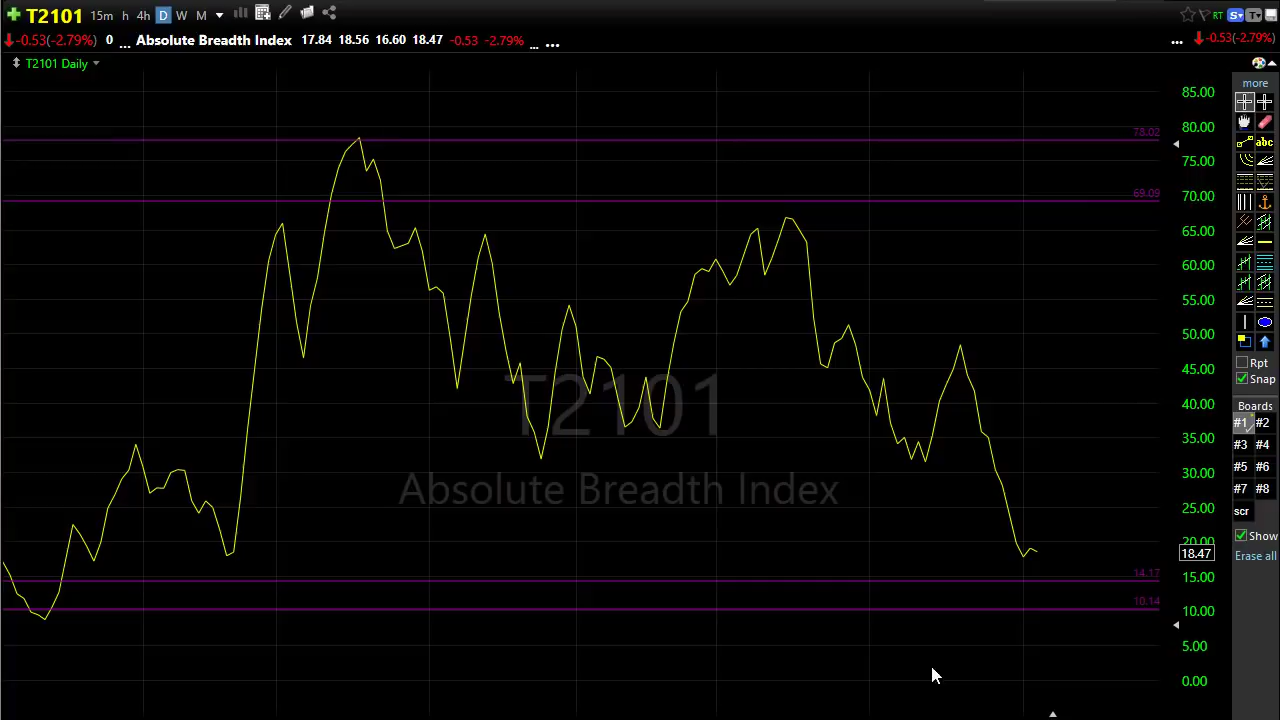 T2101 15m h 4h D W M
RT S T
-0.53(-2.79%) 0 ... Absolute Breadth Index 17.84 18.56 16.60 18.47 -0.53 -2.79% ... ...
... -0.53(-2.79%)
T2101 Daily
more
abc
85.00
80.00
78.02
75.00
70.00
69.09
65.00
60.00
55.00
50.00
45.00
40.00
35.00
30.00
25.00
20.00
18.47
15.00
14.17
10.14
10.00
5.00
0.00
T2101
Absolute Breadth Index
Rpt
Snap
Boards
#1 #2
#3 #4
#5 #6
#7 #8
scr
Show
Erase all